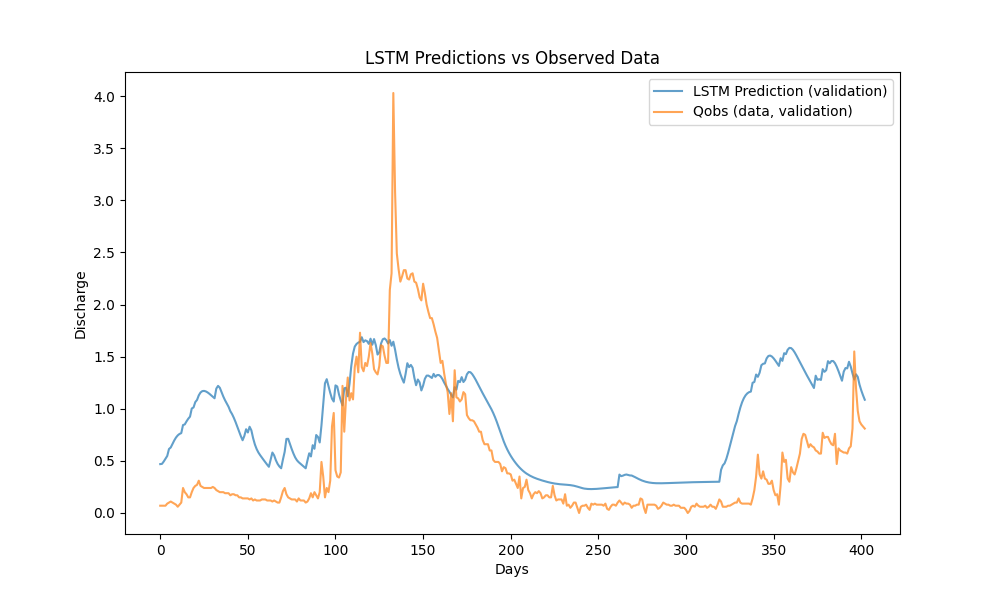 LSTM Predictions vs Observed Data
LSTM Prediction (validation)
Qobs (data, validation)
Discharge
4.0
3.5
3.0
2.5
2.0
1.5
1.0
0.5
0.0
0 50 100 150 200 250 300 350 400
Days